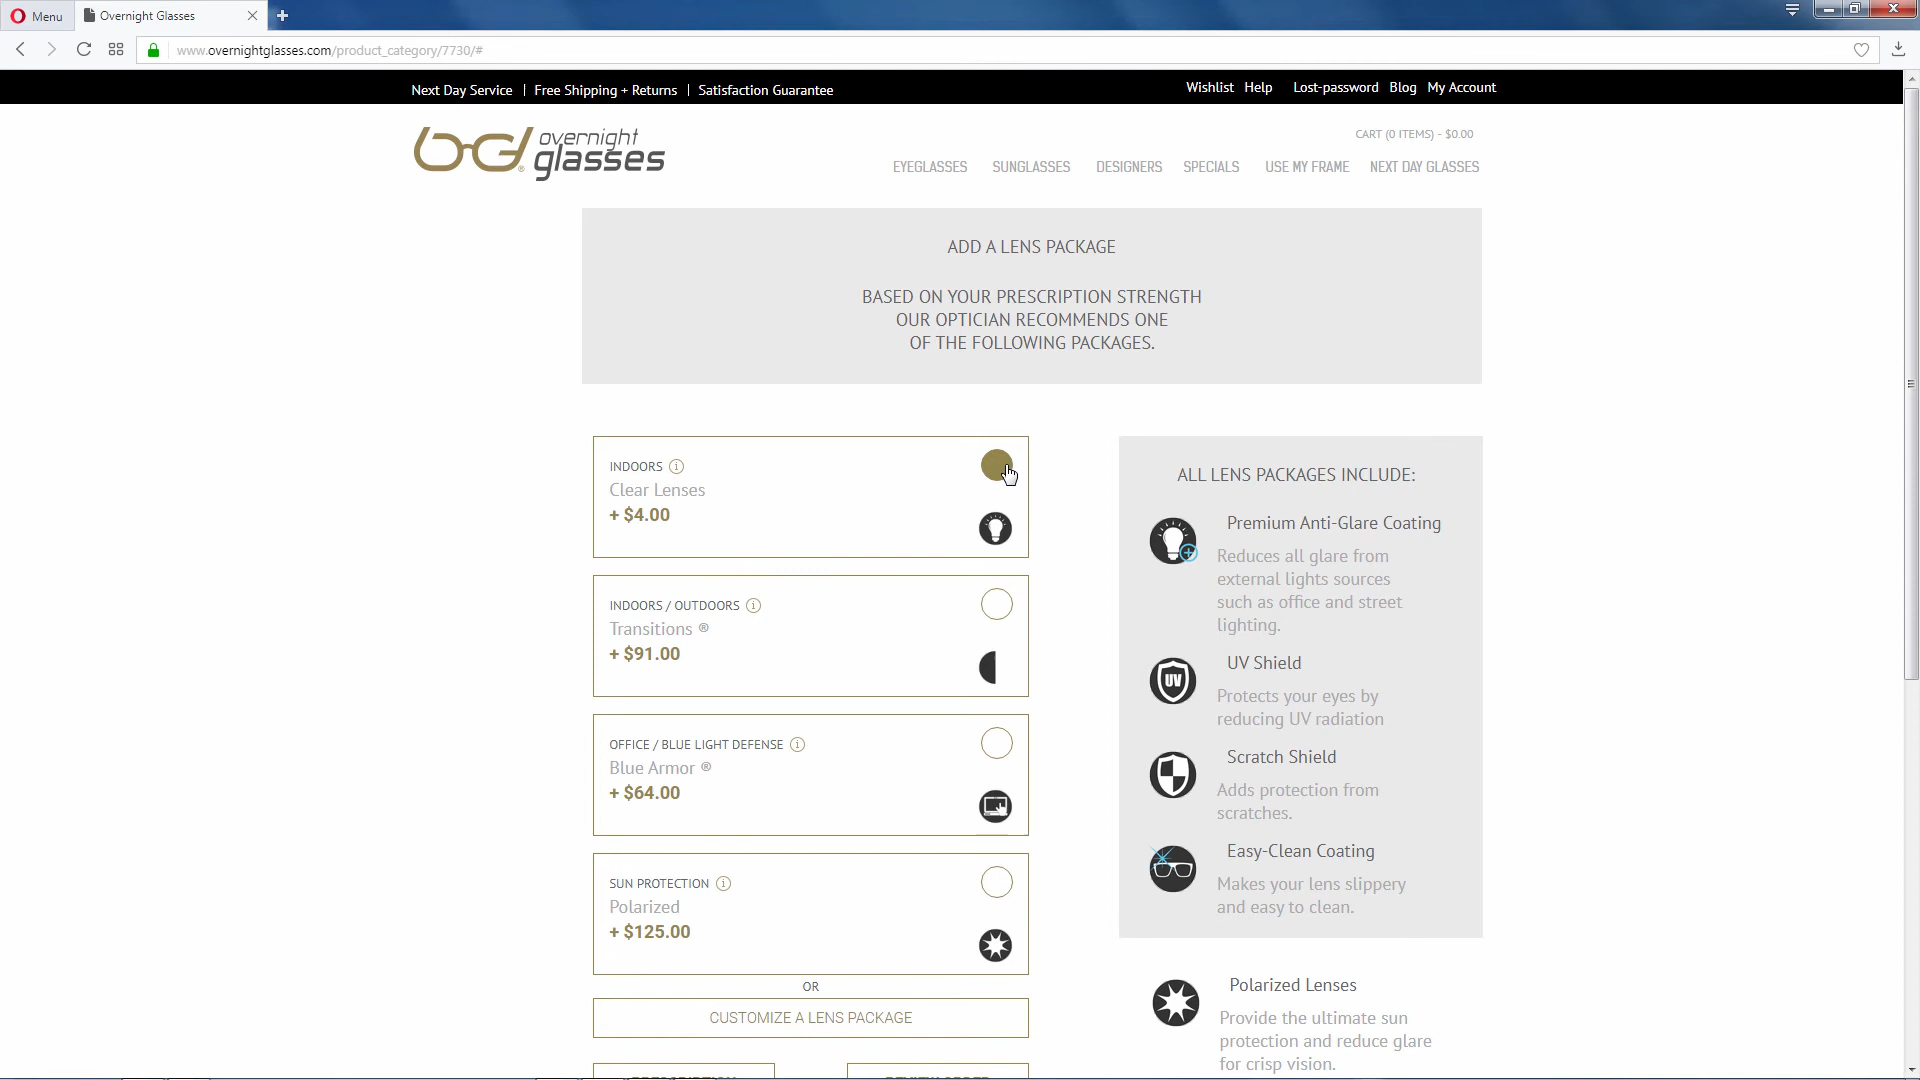 Menu
Overnight Glasses
www.overnightglasses.com/product_category/7730/#
Next Day Service | Free Shipping + Returns | Satisfaction Guarantee
Wishlist Help Lost-password Blog My Account
overnight
glasses
CART (0 ITEMS) - $0.00
EYEGLASSES SUNGLASSES DESIGNERS SPECIALS USE MY FRAME NEXT DAY GLASSES
ADD A LENS PACKAGE
BASED ON YOUR PRESCRIPTION STRENGTH
OUR OPTICIAN RECOMMENDS ONE
OF THE FOLLOWING PACKAGES.
INDOORS i
Clear Lenses
+ $4.00
INDOORS / OUTDOORS i
Transitions ®
+ $91.00
OFFICE / BLUE LIGHT DEFENSE i
Blue Armor ®
+ $64.00
SUN PROTECTION i
Polarized
+ $125.00
OR
CUSTOMIZE A LENS PACKAGE
ALL LENS PACKAGES INCLUDE:
Premium Anti-Glare Coating
Reduces all glare from
external lights sources
such as office and street
lighting.
UV Shield
UV
Protects your eyes by
reducing UV radiation
Scratch Shield
Adds protection from
scratches.
Easy-Clean Coating
Makes your lens slippery
and easy to clean.
Polarized Lenses
Provide the ultimate sun
protection and reduce glare
for crisp vision.